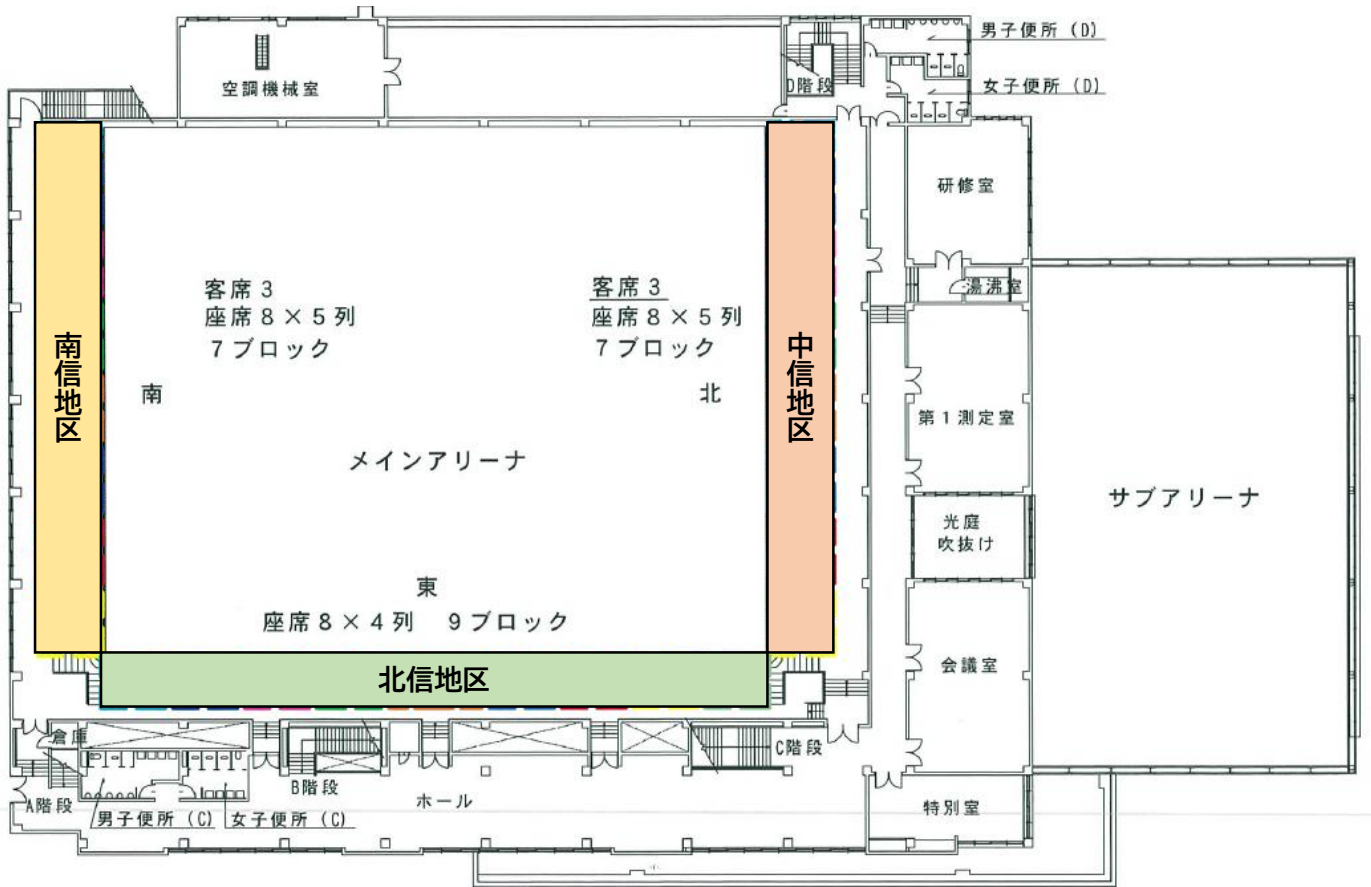 男子便所 (D)
空調機械室
D階段
女子便所 (D)
研修室
客席3
座席8×5列
7ブロック
客席3
座席8×5列
7ブロック
湯沸室
南信地区
中信地区
南
北
第1測定室
メインアリーナ
サブアリーナ
光庭
吹抜け
東
座席8×4列 9ブロック
北信地区
会議室
倉庫
C階段
B階段
ホール
A階段
男子便所 (C)
女子便所 (C)
特別室